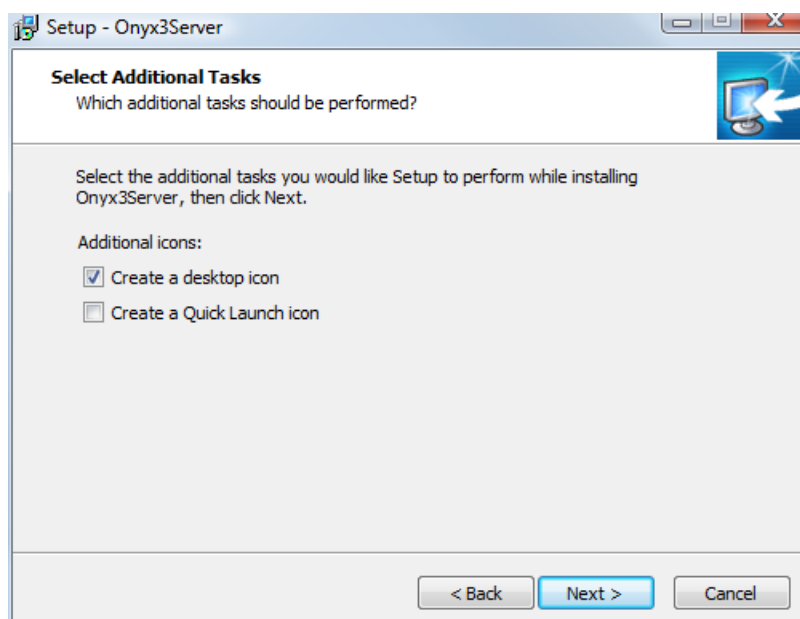 Setup - Onyx3Server
Select Additional Tasks
Which additional tasks should be performed?
Select the additional tasks you would like Setup to perform while installing
Onyx3Server, then click Next.
Additional icons:
Create a desktop icon
Create a Quick Launch icon
< Back
Next >
Cancel